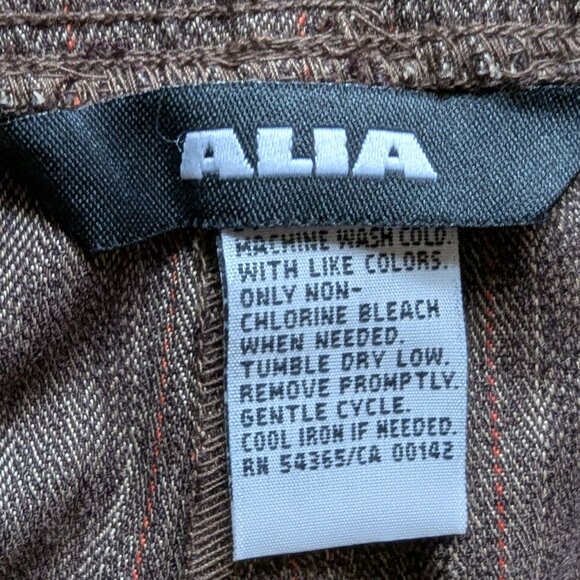 ALIA
MACHINE WASH COLD.
WITH LIKE COLORS.
ONLY NON-
CHLORINE BLEACH
WHEN NEEDED.
TUMBLE DRY LOW.
REMOVE PROMPTLY.
GENTLE CYCLE.
COOL IRON IF NEEDED.
RN 54365/CA 00142